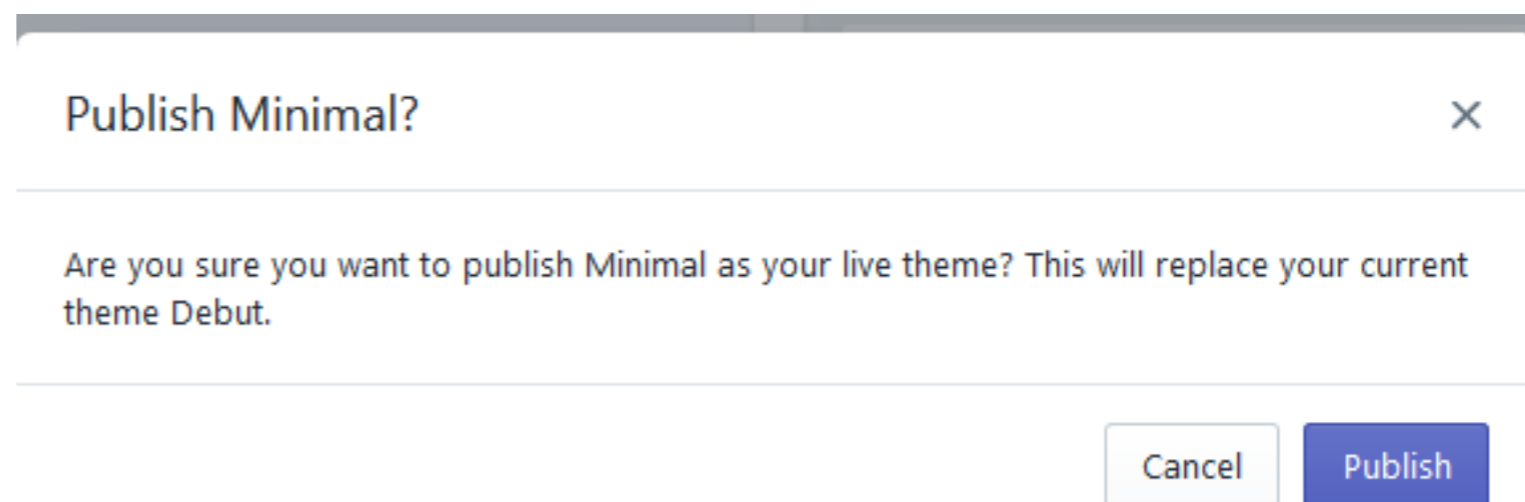 Publish Minimal?
Are you sure you want to publish Minimal as your live theme? This will replace your current
theme Debut.
Cancel
Publish